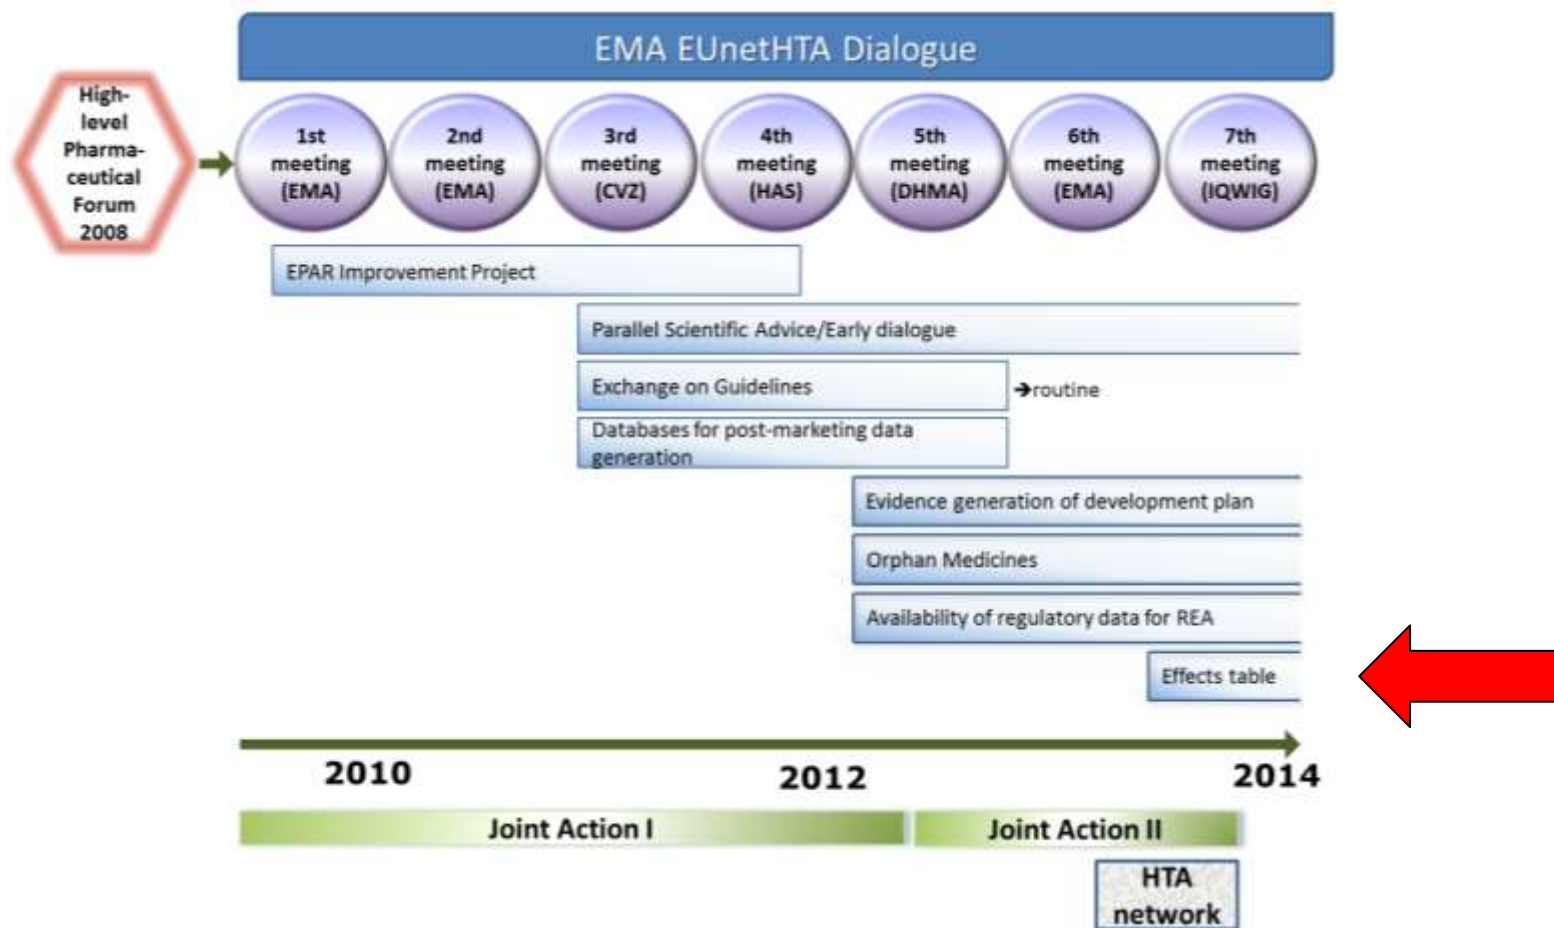 EMA EUnetHTA Dialogue
High-
level
Pharma-
ceutical
Forum
2008
1st
meeting
(EMA)
2nd
meeting
(EMA)
3rd
meeting
(CVZ)
4th
meeting
(HAS)
5th
meeting
(DHMA)
6th
meeting
(EMA)
7th
meeting
(IQWIG)
EPAR Improvement Project
Parallel Scientific Advice/Early dialogue
Exchange on Guidelines
➔routine
Databases for post-marketing data
generation
Evidence generation of development plan
Orphan Medicines
Availability of regulatory data for REA
Effects table
2010
2012
2014
Joint Action I
Joint Action II
HTA
network